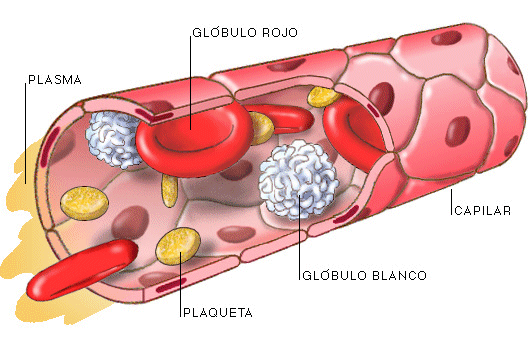 GLÓBULO ROJO
PLASMA
CAPILAR
GLÓBULO BLANCO
PLAQUETA